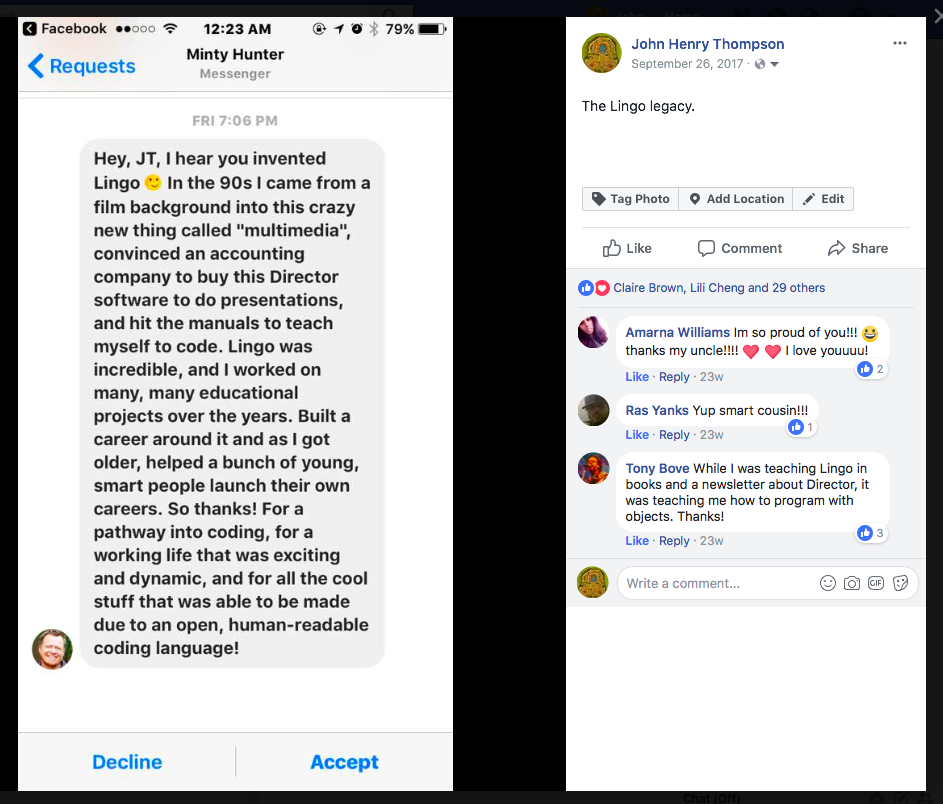 Facebook
12:23 AM
79%
Requests
Minty Hunter
Messenger
FRI 7:06 PM
Hey, JT, I hear you invented
Lingo 🙂 In the 90s I came from a
film background into this crazy
new thing called "multimedia",
convinced an accounting
company to buy this Director
software to do presentations,
and hit the manuals to teach
myself to code. Lingo was
incredible, and I worked on
many, many educational
projects over the years. Built a
career around it and as I got
older, helped a bunch of young,
smart people launch their own
careers. So thanks! For a
pathway into coding, for a
working life that was exciting
and dynamic, and for all the cool
stuff that was able to be made
due to an open, human-readable
coding language!
Decline
Accept
John Henry Thompson
September 26, 2017 ·
The Lingo legacy.
Tag Photo
Add Location
Edit
Like
Comment
Share
Claire Brown, Lili Cheng and 29 others
Amarna Williams Im so proud of you!!! 😀
thanks my uncle!!!! ❤️ ❤️ I love youuuu!
2
Like · Reply · 23w
Ras Yanks Yup smart cousin!!!
1
Like · Reply · 23w
Tony Bove While I was teaching Lingo in
books and a newsletter about Director, it
was teaching me how to program with
objects. Thanks!
3
Like · Reply · 23w
Write a comment...
GIF
Chat (Off)